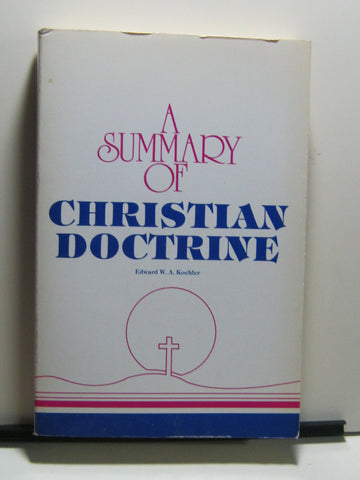 A
SUMMARY
OF
CHRISTIAN
DOCTRINE
Edward W. A. Koehler